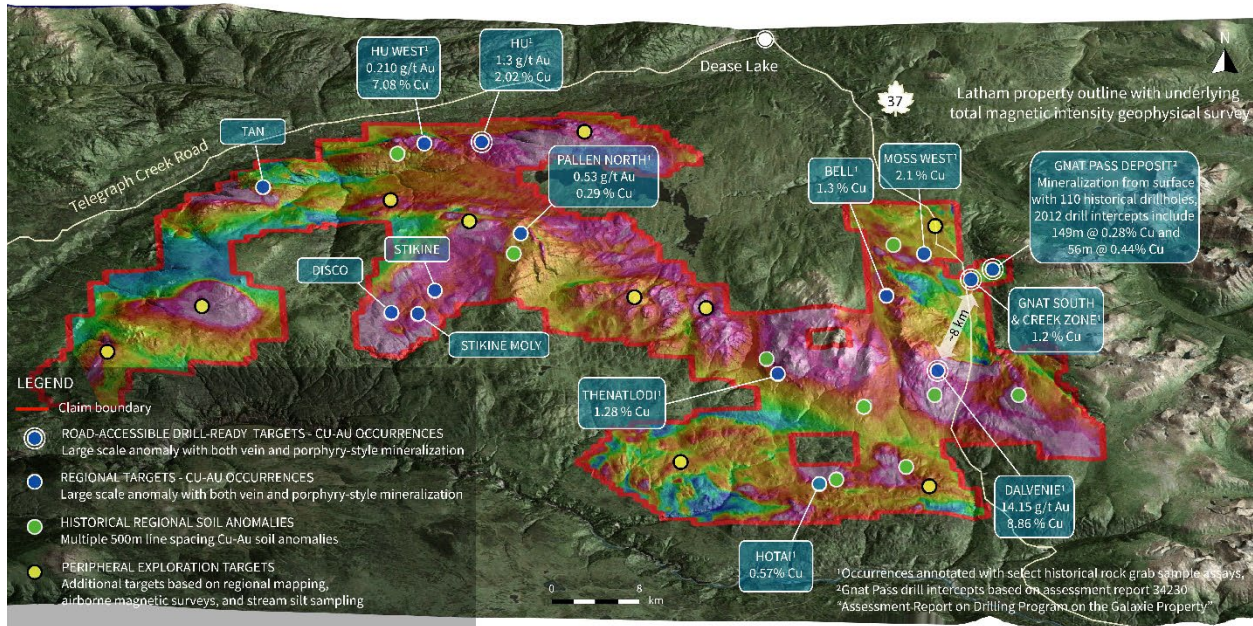 HU WEST¹
0.210 g/t Au
7.08 % Cu
HU¹
1.3 g/t Au
2.02 % Cu
Dease Lake
N
37
Latham property outline with underlying
total magnetic intensity geophysical survey
TAN
Telegraph Creek Road
PALLEN NORTH¹
0.53 g/t Au
0.29 % Cu
BELL¹
1.3 % Cu
MOSS WEST¹
2.1 % Cu
GNAT PASS DEPOSIT²
Mineralization from surface
with 110 historical drillholes,
2012 drill intercepts include
149m @ 0.28% Cu and
56m @ 0.44% Cu
STIKINE
DISCO
STIKINE MOLY
GNAT SOUTH
& CREEK ZONE¹
1.2 % Cu
~8 km
THENATLODI¹
1.28 % Cu
DALVENIE¹
14.15 g/t Au
8.86 % Cu
HOTAI¹
0.57% Cu
LEGEND
Claim boundary
ROAD-ACCESSIBLE DRILL-READY TARGETS - CU-AU OCCURRENCES
Large scale anomaly with both vein and porphyry-style mineralization
REGIONAL TARGETS - CU-AU OCCURRENCES
Large scale anomaly with both vein and porphyry-style mineralization
HISTORICAL REGIONAL SOIL ANOMALIES
Multiple 500m line spacing Cu-Au soil anomalies
PERIPHERAL EXPLORATION TARGETS
Additional targets based on regional mapping,
airborne magnetic surveys, and stream silt sampling
0 8
km
¹Occurrences annotated with select historical rock grab sample assays,
²Gnat Pass drill intercepts based on assessment report 34230
"Assessment Report on Drilling Program on the Galaxie Property"